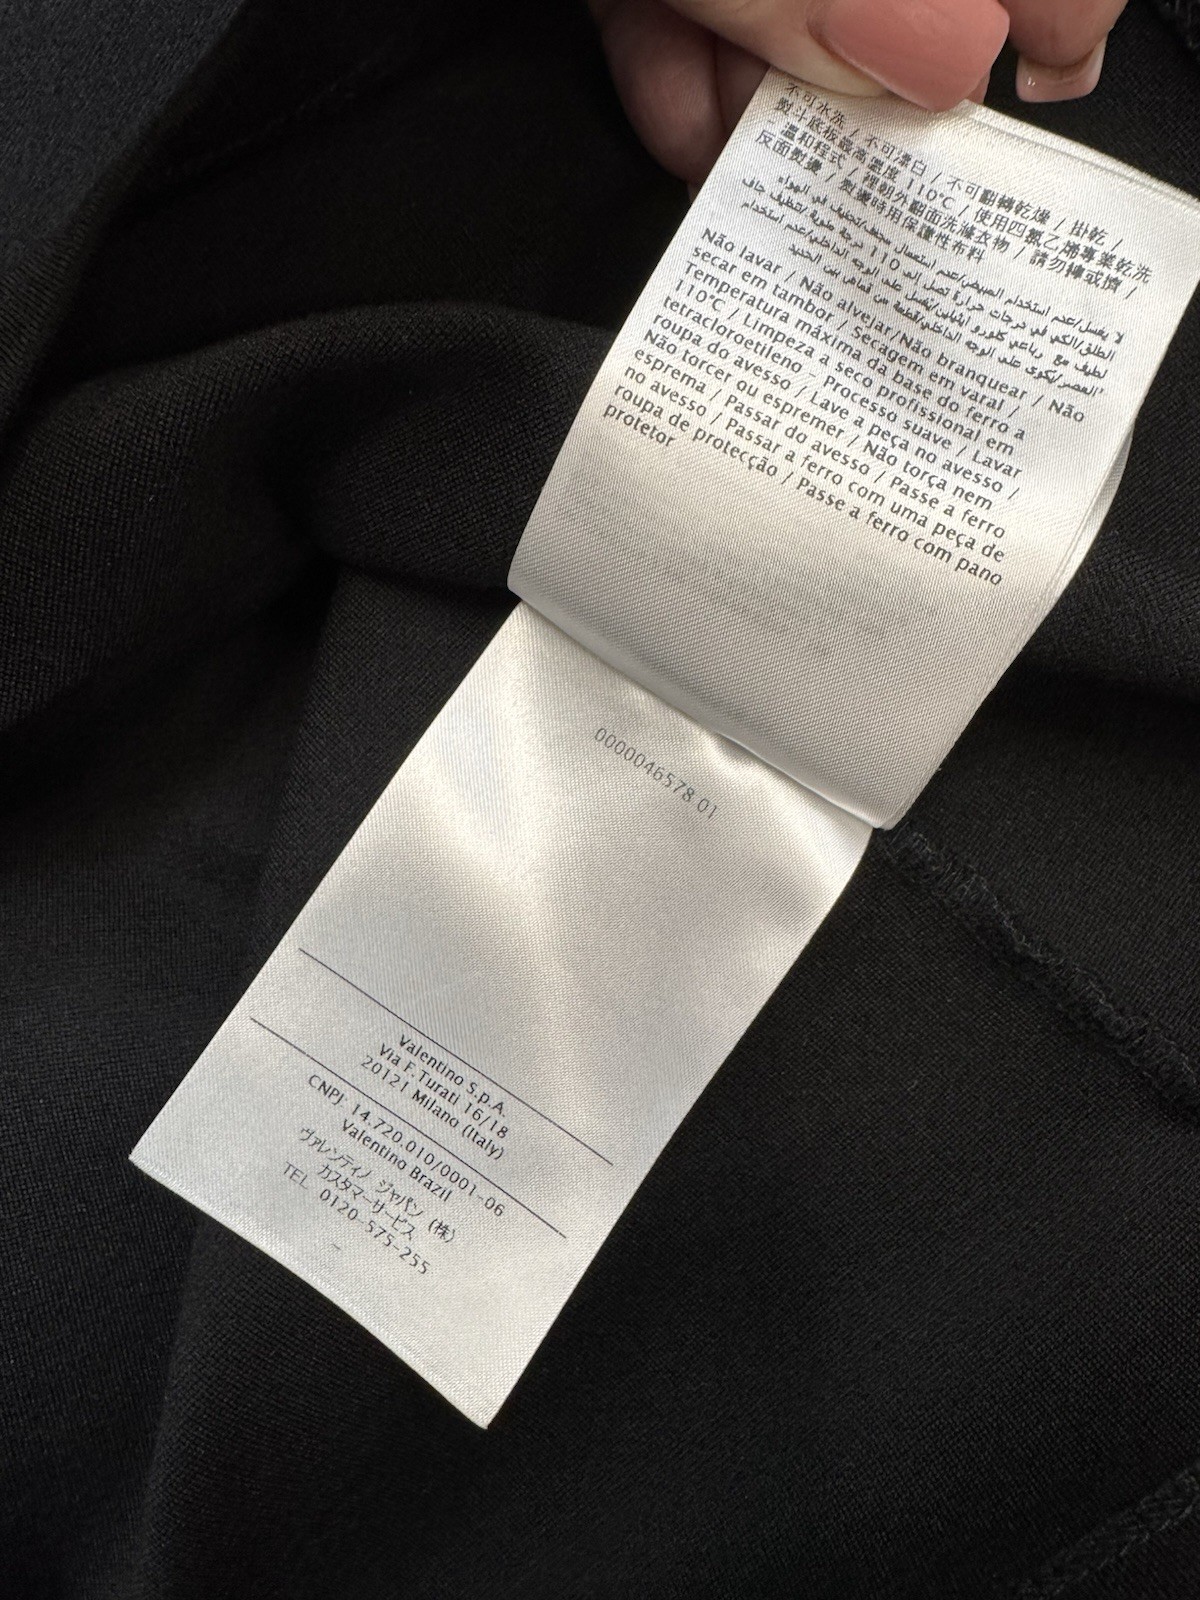 不可水洗 / 不可漂白 / 不可翻轉乾燥 / 掛乾 /
熨斗底板最高溫度 110°C / 使用四氯乙烯專業乾洗
溫和程式 / 裡朝外翻面洗滌衣物 / 請勿擰或擠 /
反面熨燙 / 熨燙時用保護性布料
Não lavar / Não alvejar/Não branquear / Não
secar em tambor / Secagem em varal /
Temperatura máxima da base do ferro a
110°C / Limpeza a seco profissional em
tetracloroetileno - Processo suave / Lavar
roupa do avesso / Lave a peça no avesso /
Não torcer ou espremer / Não torça nem
esprema / Passar do avesso / Passe a ferro
no avesso / Passar a ferro com uma peça de
roupa de protecção / Passe a ferro com pano
protetor
0000046578 01
Valentino S.p.A.
Via F.Turati 16/18
20121 Milano (Italy)
CNPJ: 14.720.010/0001-06
Valentino Brazil
ヴァレンティノ ジャパン (株)
カスタマーサービス
TEL 0120-575-255